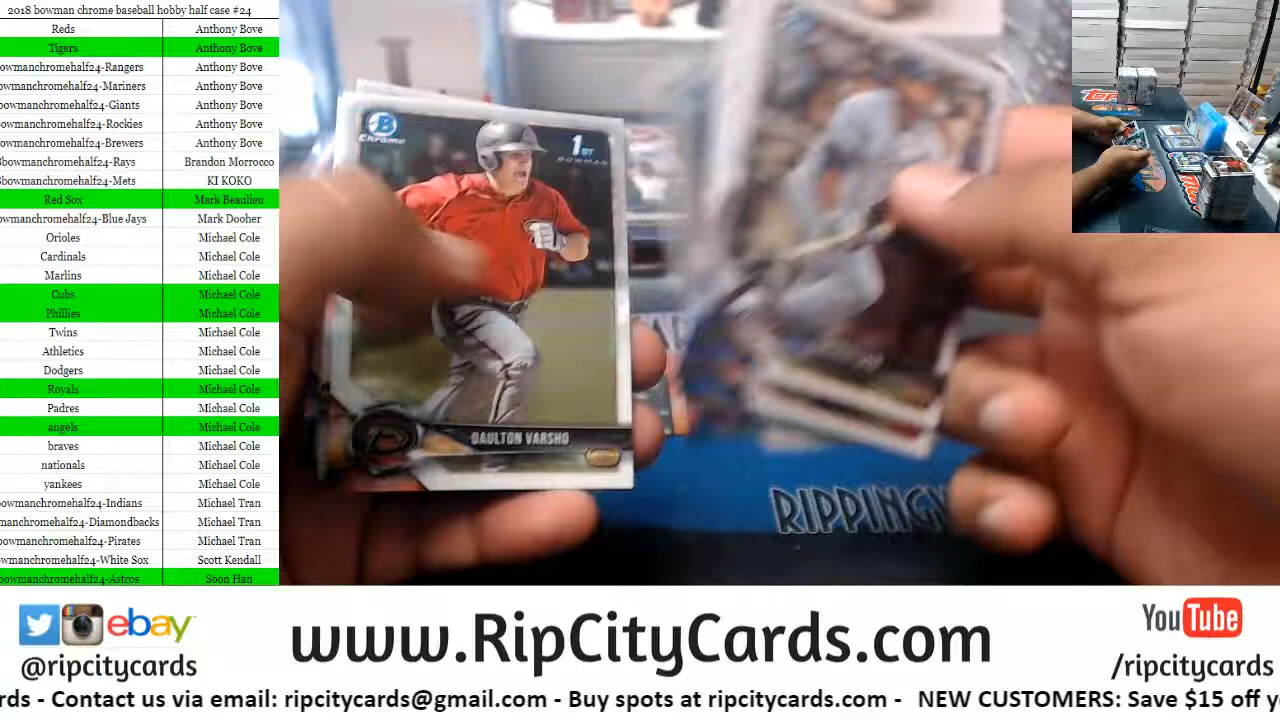 2018 bowman chrome baseball hobby half case #24
Reds Anthony Bove
Tigers Anthony Bove
owmanchromehalf24-Rangers Anthony Bove
owmanchromehalf24-Mariners Anthony Bove
bowmanchromehalf24-Giants Anthony Bove
owmanchromehalf24-Rockies Anthony Bove
owmanchromehalf24-Brewers Anthony Bove
bowmanchromehalf24-Rays Brandon Morrocco
bowmanchromehalf24-Mets KI KOKO
Red Sox Mark Beaulieu
wmanchromehalf24-Blue Jays Mark Dooher
Orioles Michael Cole
Cardinals Michael Cole
Marlins Michael Cole
Cubs Michael Cole
Phillies Michael Cole
Twins Michael Cole
Athletics Michael Cole
Dodgers Michael Cole
Royals Michael Cole
Padres Michael Cole
angels Michael Cole
braves Michael Cole
nationals Michael Cole
yankees Michael Cole
bowmanchromehalf24-Indians Michael Tran
manchromehalf24-Diamondbacks Michael Tran
bowmanchromehalf24-Pirates Michael Tran
wmanchromehalf24-White Sox Scott Kendall
bowmanchromehalf24-Astros Soon Han
B
Chrome
1ST
BOWMAN
DAULTON VARSHO
RIPPING
Topps
ebay
@ripcitycards
www.RipCityCards.com
YouTube
/ripcitycards
rds - Contact us via email: ripcitycards@gmail.com - Buy spots at ripcitycards.com - NEW CUSTOMERS: Save $15 off y